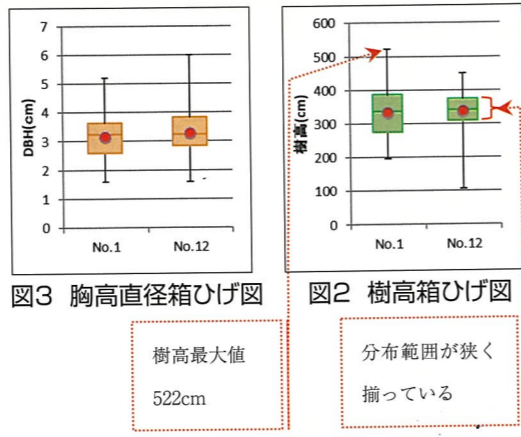 7
6
5
4
3
2
1
0
DBH(cm)
No.1
No.12
図3 胸高直径箱ひげ図
600
500
400
300
200
100
0
樹高(cm)
No.1
No.12
図2 樹高箱ひげ図
樹高最大値
522cm
分布範囲が狭く
揃っている